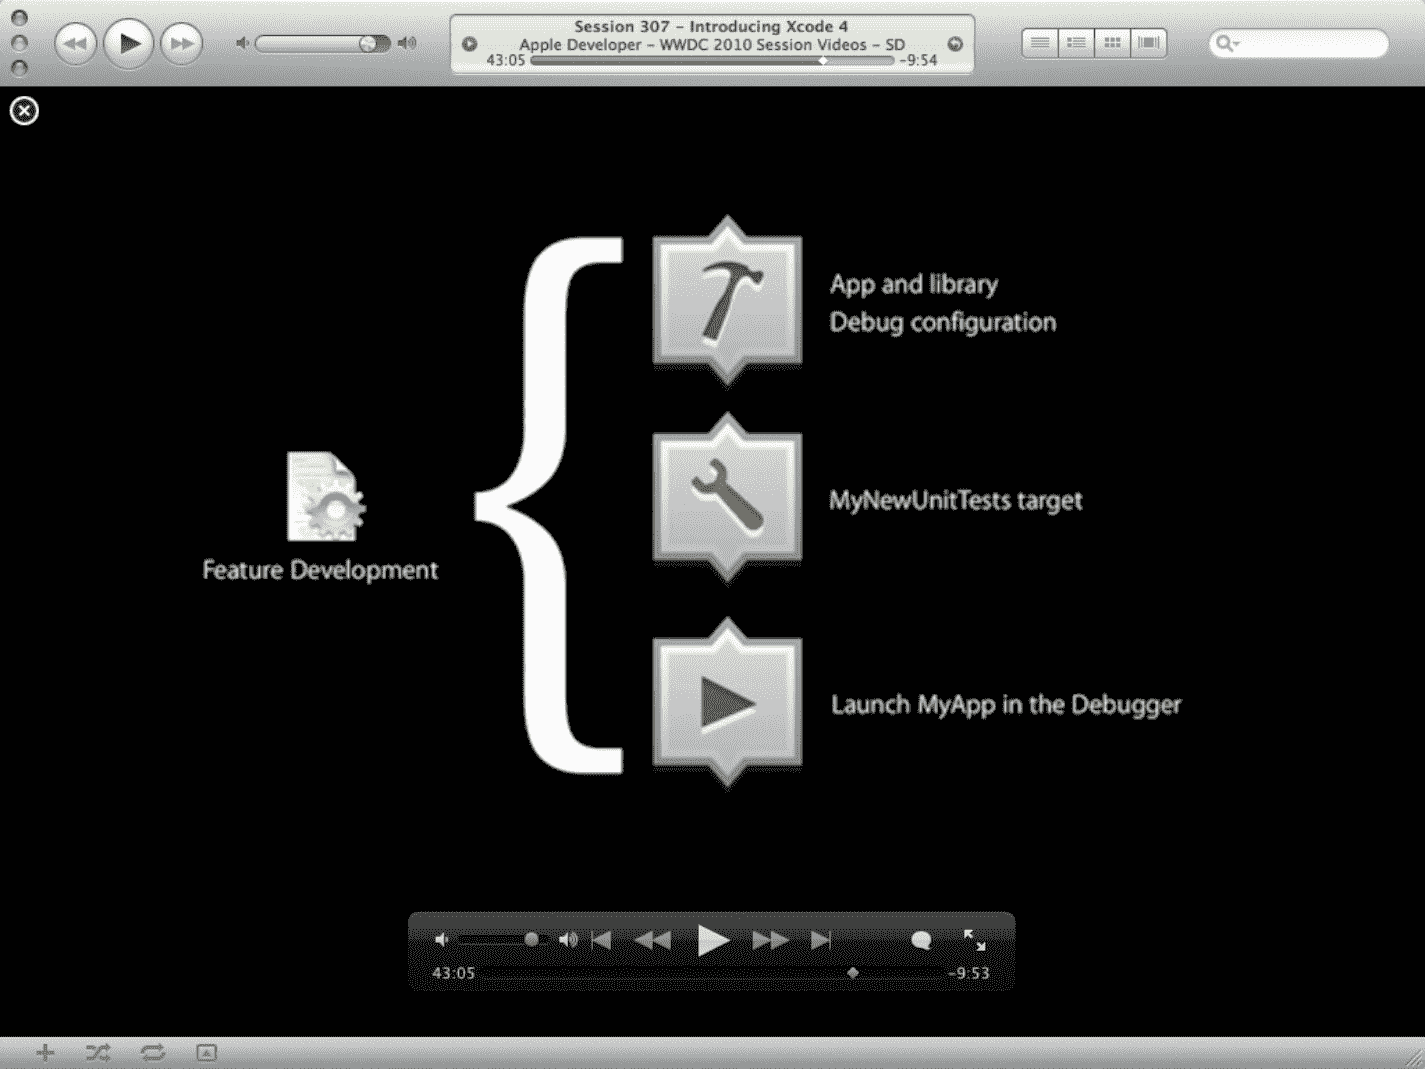 Session 307 – Introducing Xcode 4
Apple Developer – WWDC 2010 Session Videos – SD
43:05
-9:54
App and library
Debug configuration
MyNewUnitTests target
Feature Development
Launch MyApp in the Debugger
43:05
-9:53